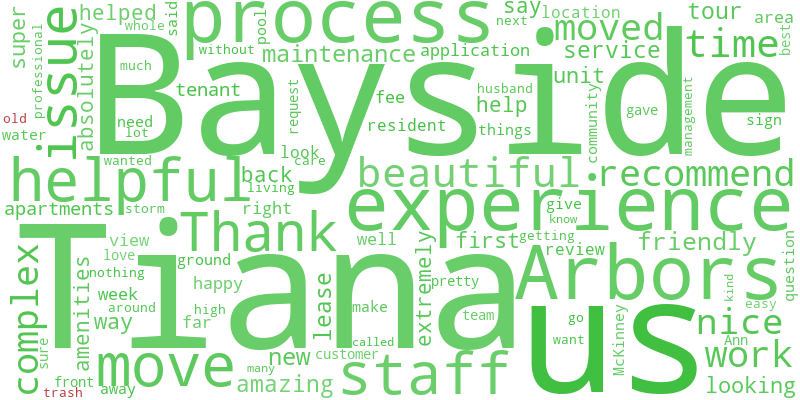 process
say
moved
location
area
tour
time
best
helped
whole
said
pool
next
super
professional
issue
absolutely
without
maintenance
application
service
Bayside
much
tenant
fee
husband
help
unit
management
request
community
gave
old
water
need
lot
resident
things
sign
wanted
look
care
back
living
beautiful
recommend
helpful
experience
give
know
apartments
storm
right
Thank
well
first
getting
review
friendly
question
view
love
nothing
ground
extremely
Arbors
Tiana
complex
amenities
week
around
happy
high
lease
make
pretty
team
kind
easy
us
go
want
McKinney
nice
Ann
way
far
called
sure
move
new
customer
staff
work
front
away
many
amazing
looking
trash